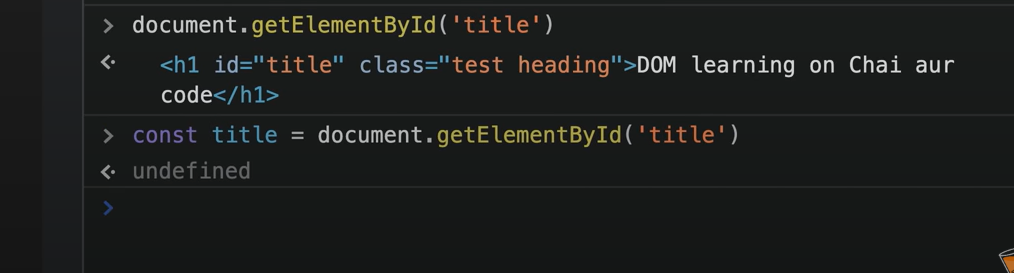 > document.getElementById('title')
<· <h1 id="title" class="test heading">DOM learning on Chai aur
code</h1>
> const title = document.getElementById('title')
<· undefined
>